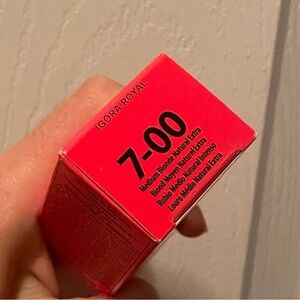 IGORA ROYAL
7-00
Medium Blonde Natural Extra
Blond Moyen Naturel Extra
Rubio Medio Natural Intenso
Louro Médio Natural Extra